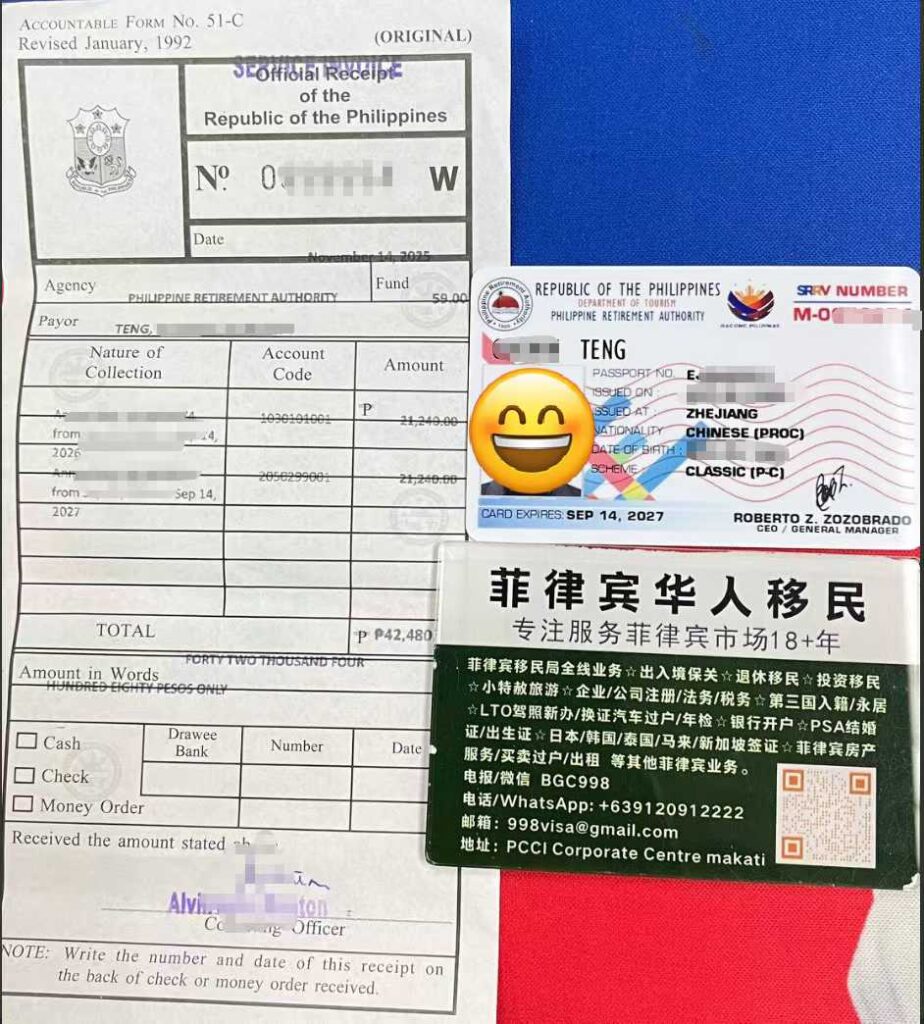 ACCOUNTABLE FORM NO. 51-C
Revised January, 1992
(ORIGINAL)
SERVICE INVOICE
Official Receipt
of the
Republic of the Philippines
Nº 0 W
Date
November 14, 2025
Agency
PHILIPPINE RETIREMENT AUTHORITY
Fund
59.00
Payor
TENG,
Nature of Collection
Account Code
Amount
1030101001
P 21,240.00
from 4,
2026
2050299001
21,240.00
from Sep 14,
2027
TOTAL
P ₱42,480
Amount in Words
FORTY TWO THOUSAND FOUR
HUNDRED EIGHTY PESOS ONLY
Cash
Check
Money Order
Drawee Bank
Number
Date
Received the amount stated
Officer
NOTE: Write the number and date of this receipt on
the back of check or money order received.
REPUBLIC OF THE PHILIPPINES
DEPARTMENT OF TOURISM
PHILIPPINE RETIREMENT AUTHORITY
SRRV NUMBER
M-0
TENG
PASSPORT NO. E
ISSUED ON :
ISSUED AT : ZHEJIANG
NATIONALITY CHINESE (PROC)
DATE OF BIRTH :
SCHEME CLASSIC (P-C)
CARD EXPIRES: SEP 14, 2027
ROBERTO Z. ZOZOBRADO
CEO / GENERAL MANAGER
菲律宾华人移民
专注服务菲律宾市场18+年
菲律宾移民局全线业务☆出入境保关☆退休移民☆投资移民
☆小特赦旅游☆企业/公司注册/法务/税务☆第三国入籍/永居
☆LTO驾照新办/换证汽车过户/年检☆银行开户☆PSA结婚
证/出生证☆日本/韩国/泰国/马来/新加坡签证☆菲律宾房产
服务/买卖过户/出租 等其他菲律宾业务。
电报/微信 BGC998
电话/WhatsApp: +639120912222
邮箱：998visa@gmail.com
地址：PCCI Corporate Centre makati